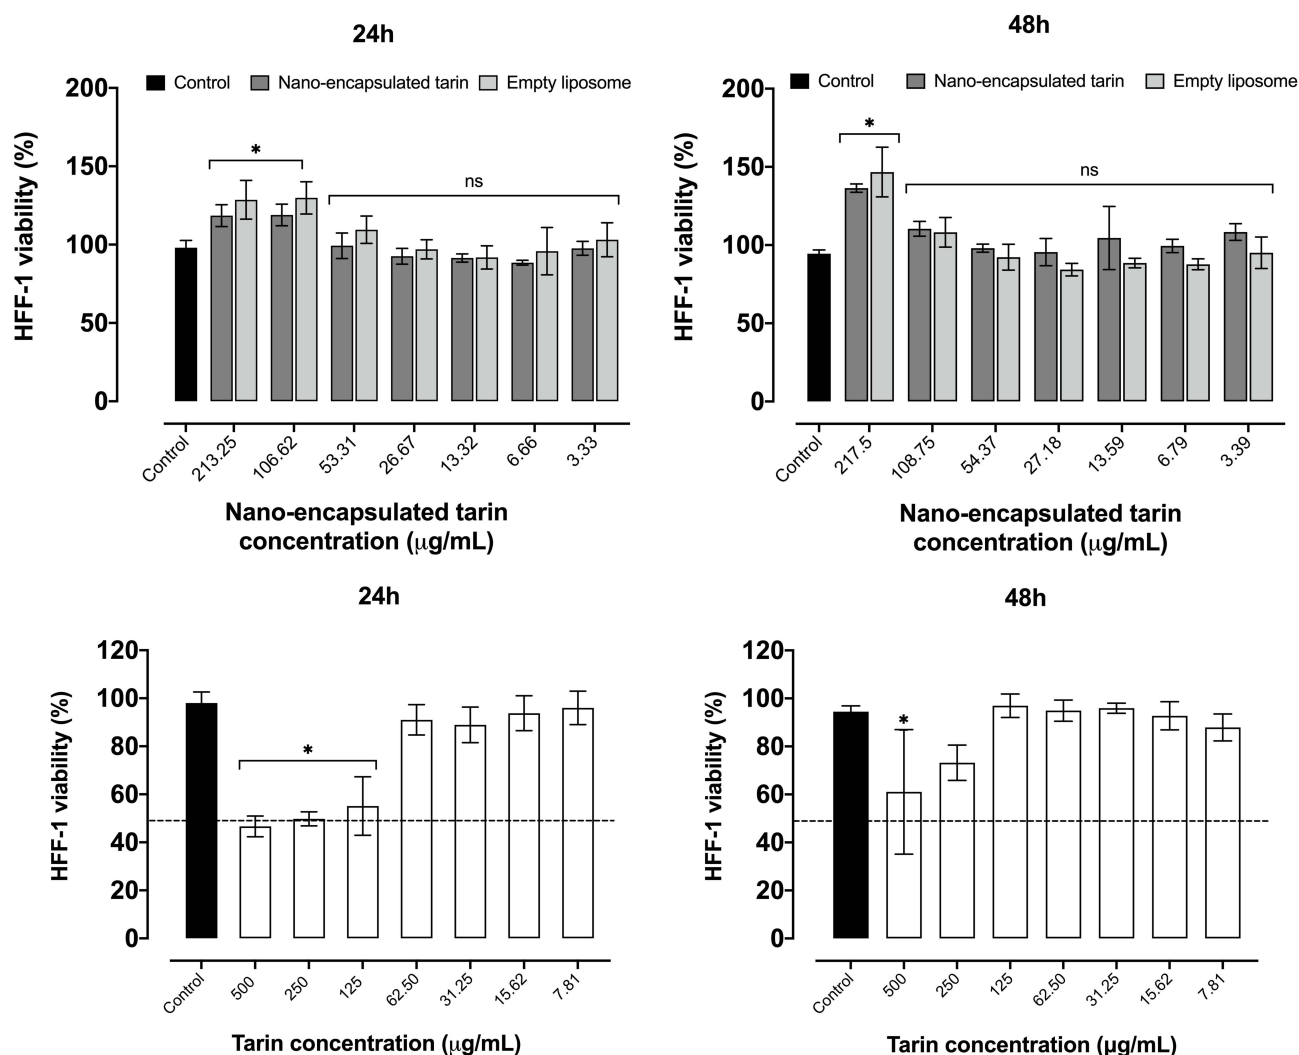 24h
Control Nano-encapsulated tarin Empty liposome
HFF-1 viability (%)
200
150
100
50
0
*
ns
Control 213.25 106.62 53.31 26.67 13.32 6.66 3.33
Nano-encapsulated tarin
concentration (μg/mL)
48h
Control Nano-encapsulated tarin Empty liposome
HFF-1 viability (%)
200
150
100
50
0
*
ns
Control 217.5 108.75 54.37 27.18 13.59 6.79 3.39
Nano-encapsulated tarin
concentration (μg/mL)
24h
HFF-1 viability (%)
120
100
80
60
40
20
0
*
Control 500 250 125 62.50 31.25 15.62 7.81
Tarin concentration (μg/mL)
48h
HFF-1 viability (%)
120
100
80
60
40
20
0
*
Control 500 250 125 62.50 31.25 15.62 7.81
Tarin concentration (μg/mL)